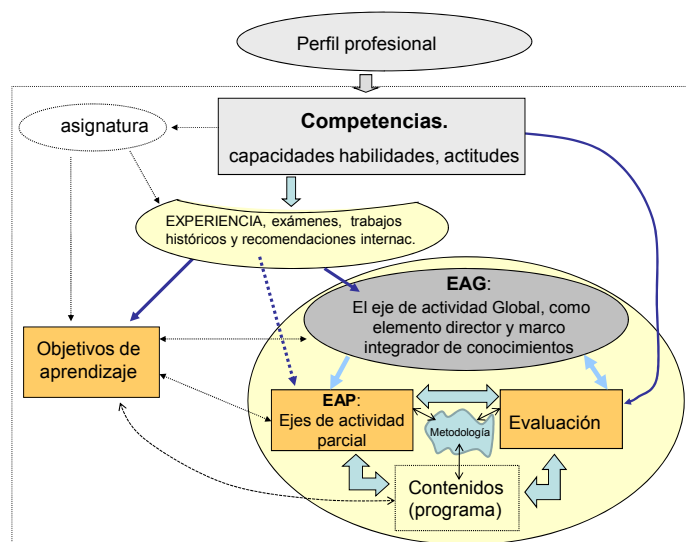 Perfil profesional
Competencias.
capacidades habilidades, actitudes
asignatura
EXPERIENCIA, exámenes, trabajos
históricos y recomendaciones internac.
EAG:
El eje de actividad Global, como
elemento director y marco
integrador de conocimientos
Objetivos de
aprendizaje
EAP:
Ejes de actividad
parcial
Metodología
Evaluación
Contenidos
(programa)